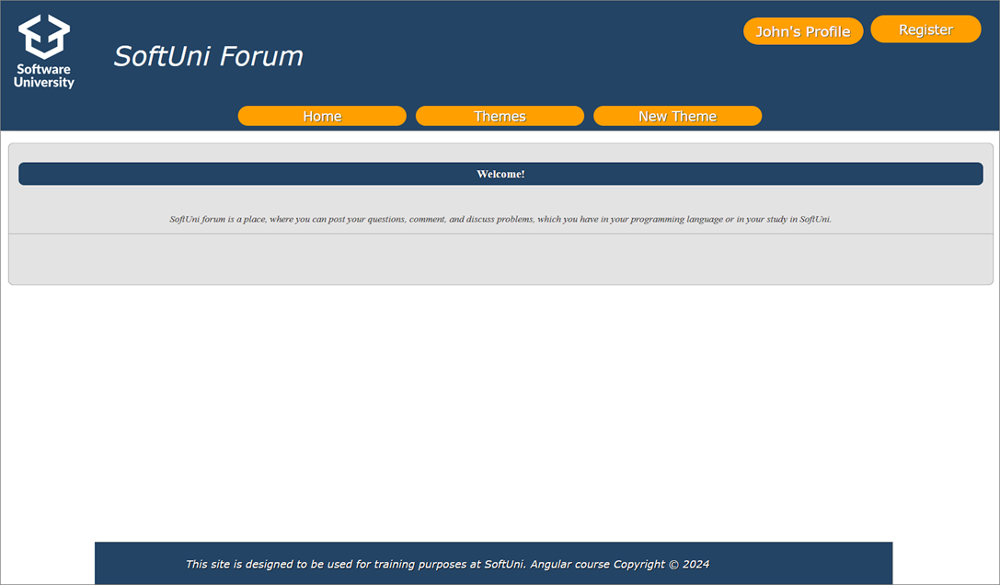 Software
University
SoftUni Forum
John's Profile
Register
Home
Themes
New Theme
Welcome!
SoftUni forum is a place, where you can post your questions, comment, and discuss problems, which you have in your programming language or in your study in SoftUni.
This site is designed to be used for training purposes at SoftUni. Angular course Copyright © 2024